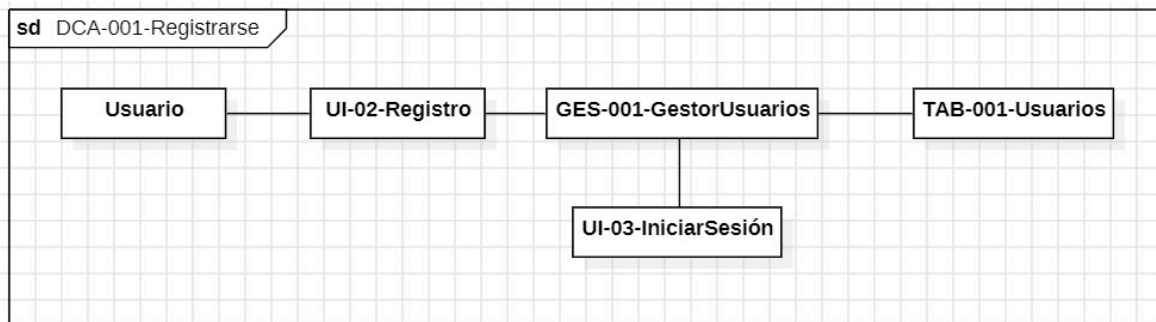 sd DCA-001-Registrarse
Usuario
UI-02-Registro
GES-001-GestorUsuarios
TAB-001-Usuarios
UI-03-IniciarSesión